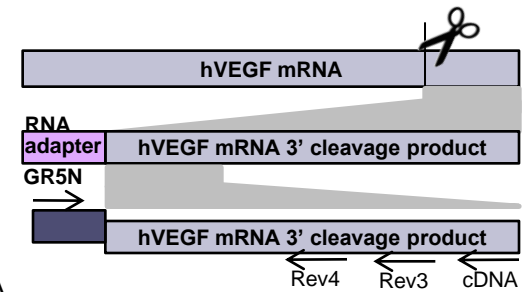 hVEGF mRNA
RNA
adapter
hVEGF mRNA 3' cleavage product
GR5N
hVEGF mRNA 3' cleavage product
Rev4 Rev3 cDNA